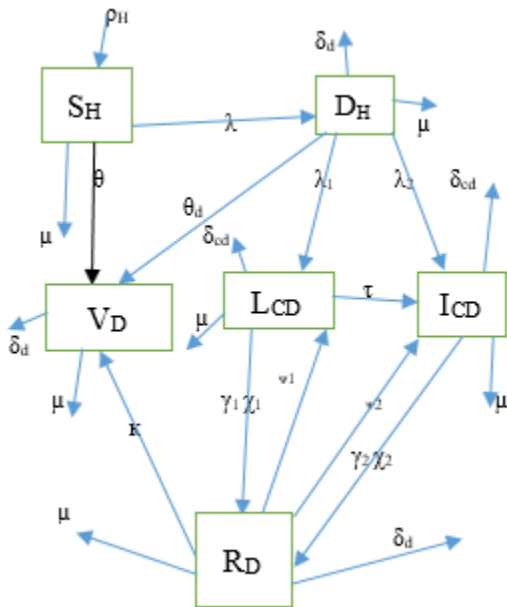 ρH
δd
SH
DH
λ
μ
θ
λ1
λ2
δcd
θd
μ
δcd
VD
LCD
τ
ICD
δd
μ
μ
γ1 χ1
ψ1
ψ2
μ
κ
γ2 χ2
μ
RD
δd